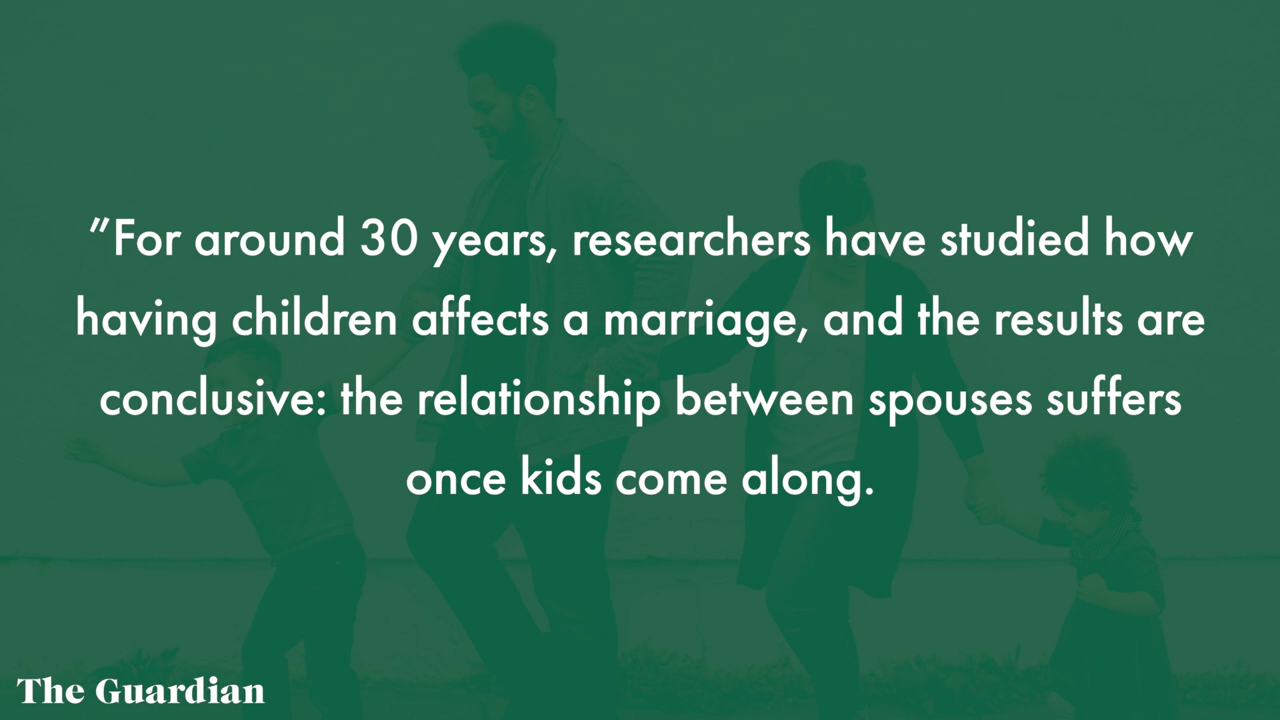 ”For around 30 years, researchers have studied how
having children affects a marriage, and the results are
conclusive: the relationship between spouses suffers
once kids come along.
The Guardian